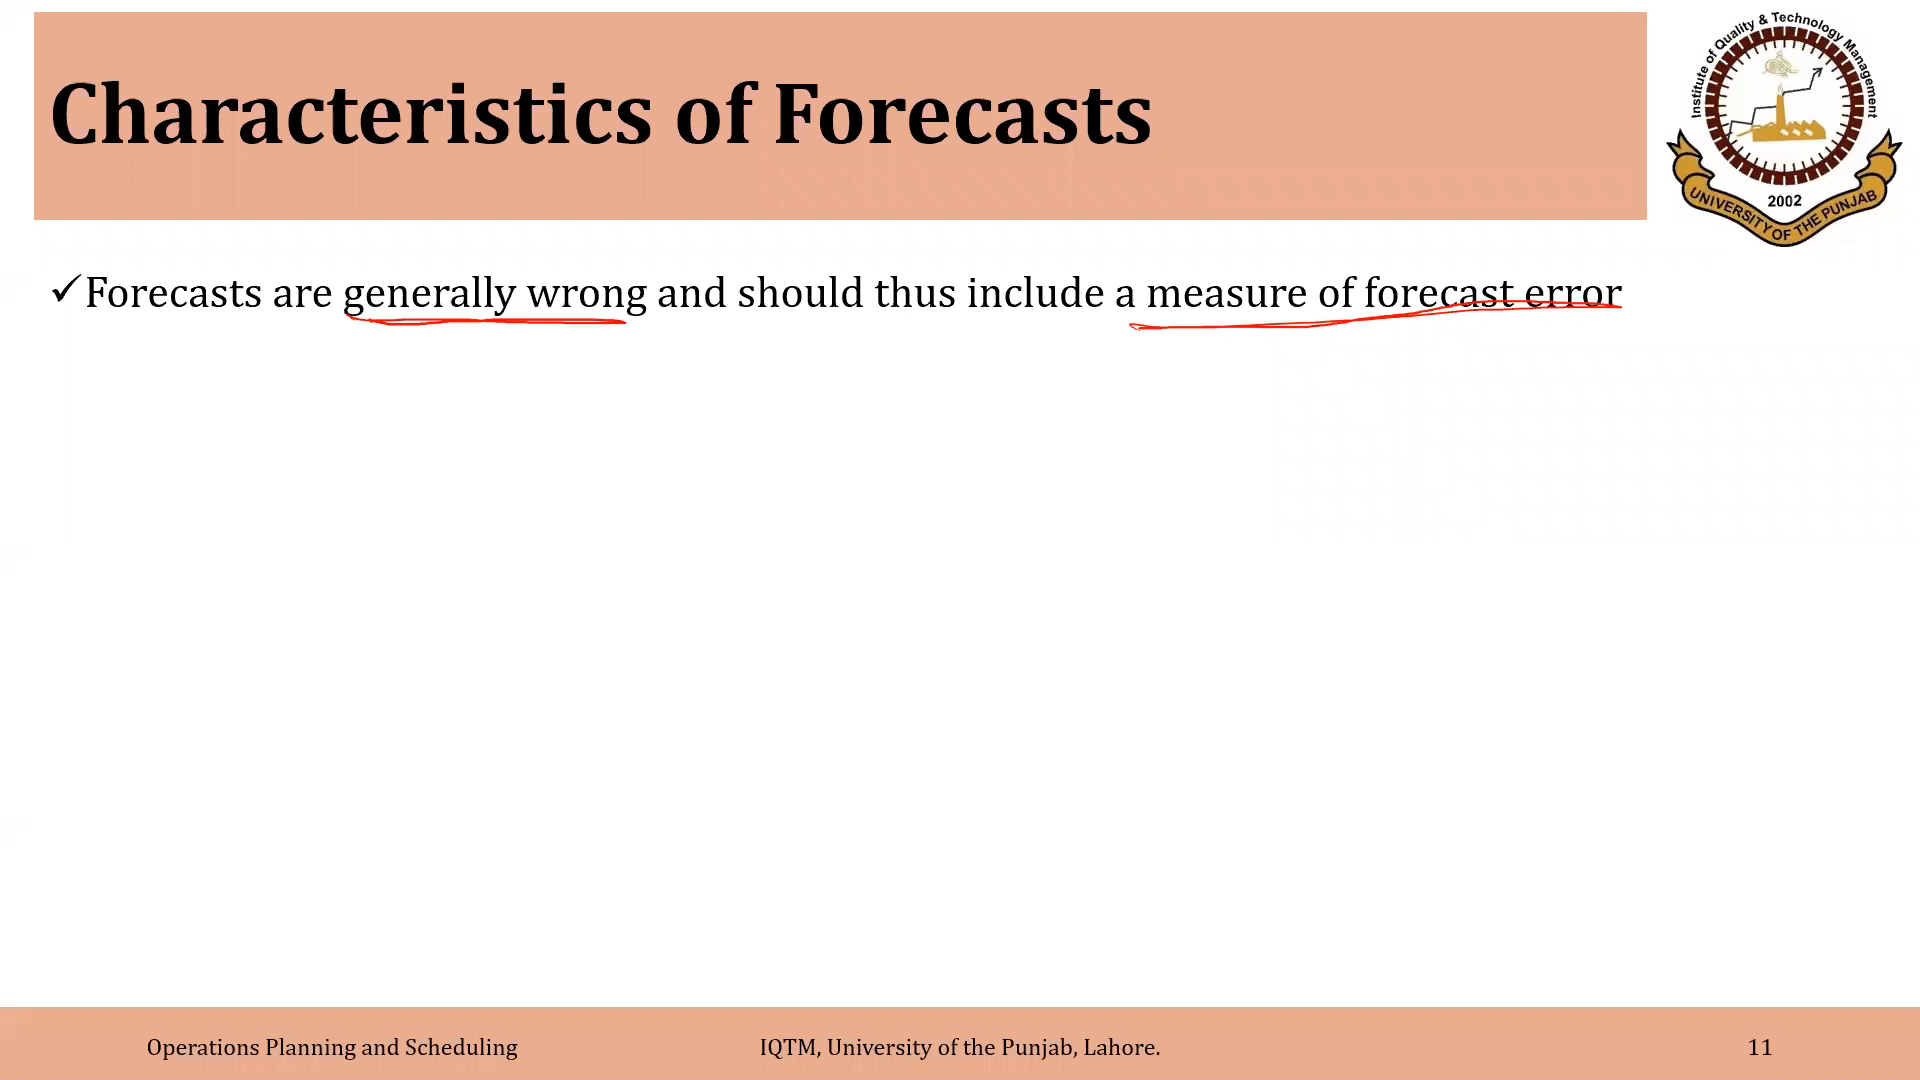 Characteristics of Forecasts
Institute of Quality & Technology Management
2002
UNIVERSITY OF THE PUNJAB
✓Forecasts are generally wrong and should thus include a measure of forecast error
Operations Planning and Scheduling
IQTM, University of the Punjab, Lahore.
11